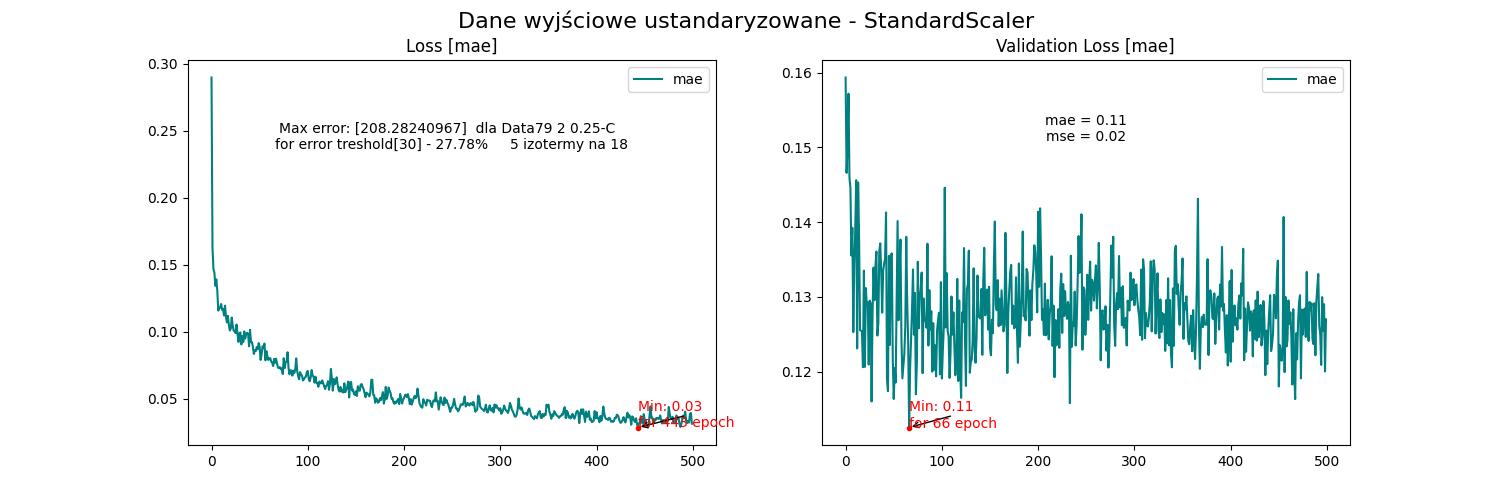 Dane wyjściowe ustandaryzowane - StandardScaler
Loss [mae]
0.30
0.25
0.20
0.15
0.10
0.05
mae
Max error: [208.28240967]  dla Data79 2 0.25-C
for error treshold[30] - 27.78%     5 izotermy na 18
Min: 0.03
for 443 epoch
0 100 200 300 400 500
Validation Loss [mae]
0.16
0.15
0.14
0.13
0.12
mae
mae = 0.11
mse = 0.02
Min: 0.11
for 66 epoch
0 100 200 300 400 500